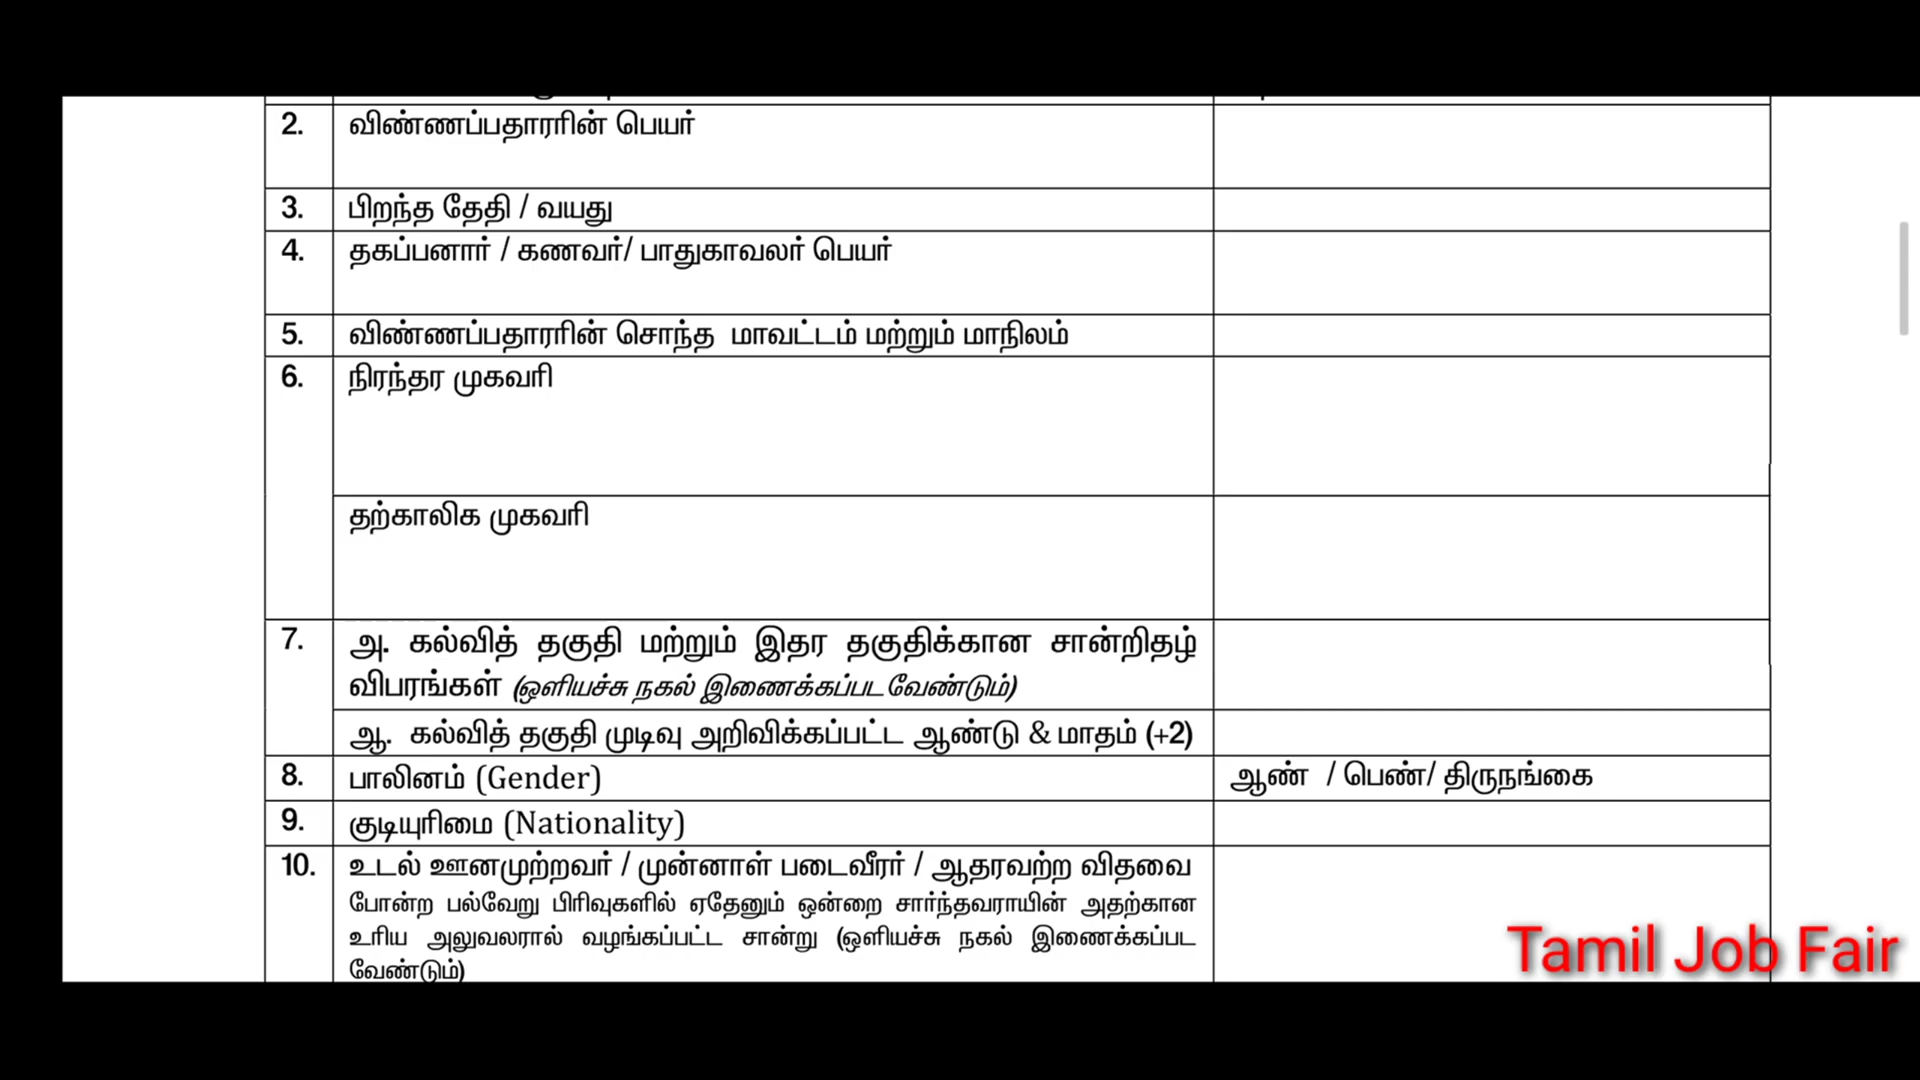 2. விண்ணப்பதாரரின் பெயர்
3. பிறந்த தேதி / வயது
4. தகப்பனார் / கணவர்/ பாதுகாவலர் பெயர்
5. விண்ணப்பதாரரின் சொந்த மாவட்டம் மற்றும் மாநிலம்
6. நிரந்தர முகவரி
தற்காலிக முகவரி
7. அ. கல்வித் தகுதி மற்றும் இதர தகுதிக்கான சான்றிதழ்
விபரங்கள் (ஒளியச்சு நகல் இணைக்கப்படவேண்டும்)
ஆ. கல்வித் தகுதி முடிவு அறிவிக்கப்பட்ட ஆண்டு & மாதம் (+2)
8. பாலினம் (Gender) ஆண் / பெண்/ திருநங்கை
9. குடியுரிமை (Nationality)
10. உடல் ஊனமுற்றவர் / முன்னாள் படைவீரர் / ஆதரவற்ற விதவை
போன்ற பல்வேறு பிரிவுகளில் ஏதேனும் ஒன்றை சார்ந்தவராயின் அதற்கான
உரிய அலுவலரால் வழங்கப்பட்ட சான்று (ஒளியச்சு நகல் இணைக்கப்பட
வேண்டும்)
Tamil Job Fair